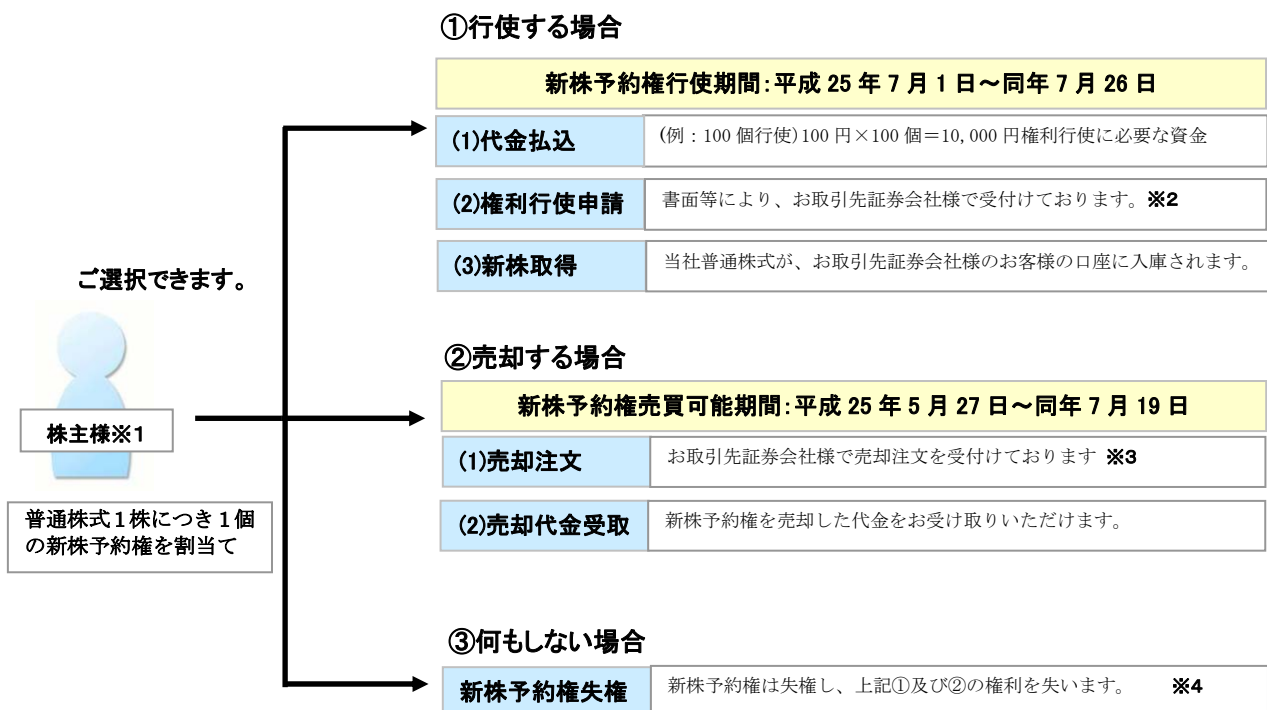 ①行使する場合
新株予約権行使期間：平成 25 年 7 月 1 日～同年 7 月 26 日
(1)代金払込
(例：100 個行使)100 円×100 個＝10,000 円権利行使に必要な資金
(2)権利行使申請
書面等により、お取引先証券会社様で受付けております。※2
(3)新株取得
当社普通株式が、お取引先証券会社様のお客様の口座に入庫されます。
ご選択できます。
株主様※1
普通株式１株につき１個
の新株予約権を割当て
②売却する場合
新株予約権売買可能期間：平成 25 年 5 月 27 日～同年 7 月 19 日
(1)売却注文
お取引先証券会社様で売却注文を受付けております ※3
(2)売却代金受取
新株予約権を売却した代金をお受け取りいただけます。
③何もしない場合
新株予約権失権
新株予約権は失権し、上記①及び②の権利を失います。 ※4